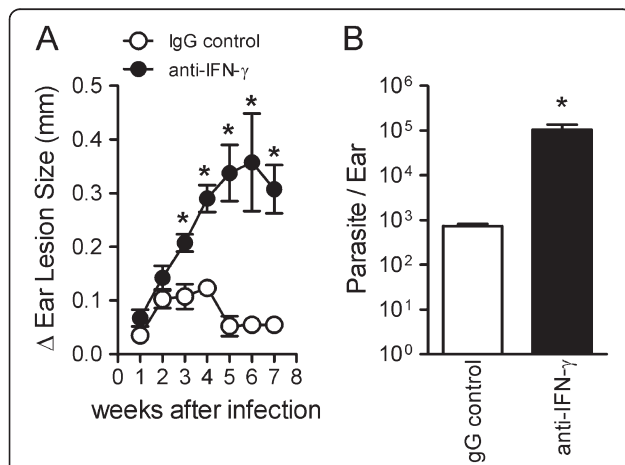 A
IgG control
anti-IFN-γ
Δ Ear Lesion Size (mm)
0.5
0.4
0.3
0.2
0.1
0.0
* * * * *
0 1 2 3 4 5 6 7 8
weeks after infection
B
Parasite / Ear
10⁶
10⁵
10⁴
10³
10²
10¹
10⁰
*
IgG control
anti-IFN-γ